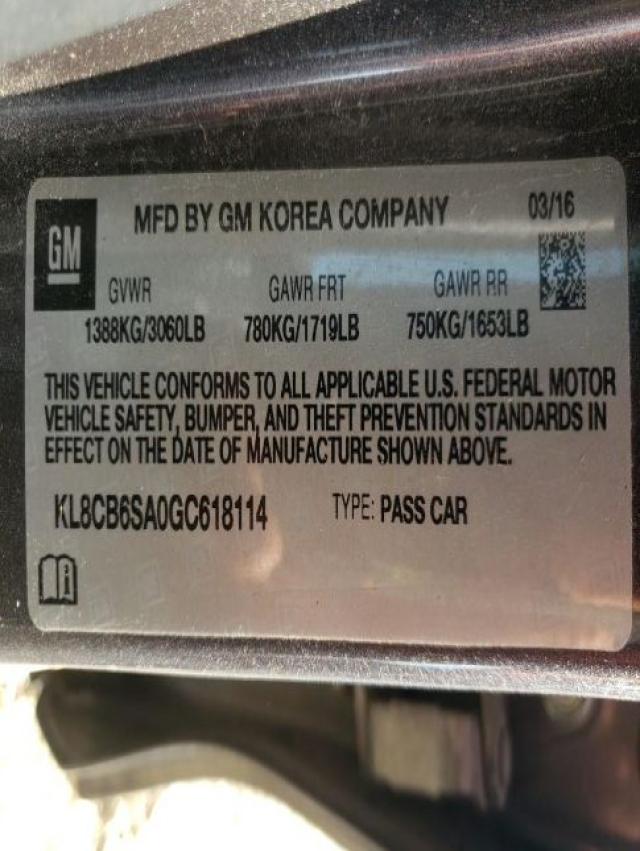 GM
MFD BY GM KOREA COMPANY
03/16
GVWR GAWR FRT GAWR RR
1388KG/3060LB 780KG/1719LB 750KG/1653LB
THIS VEHICLE CONFORMS TO ALL APPLICABLE U.S. FEDERAL MOTOR
VEHICLE SAFETY, BUMPER, AND THEFT PREVENTION STANDARDS IN
EFFECT ON THE DATE OF MANUFACTURE SHOWN ABOVE.
KL8CB6SA0GC618114 TYPE: PASS CAR